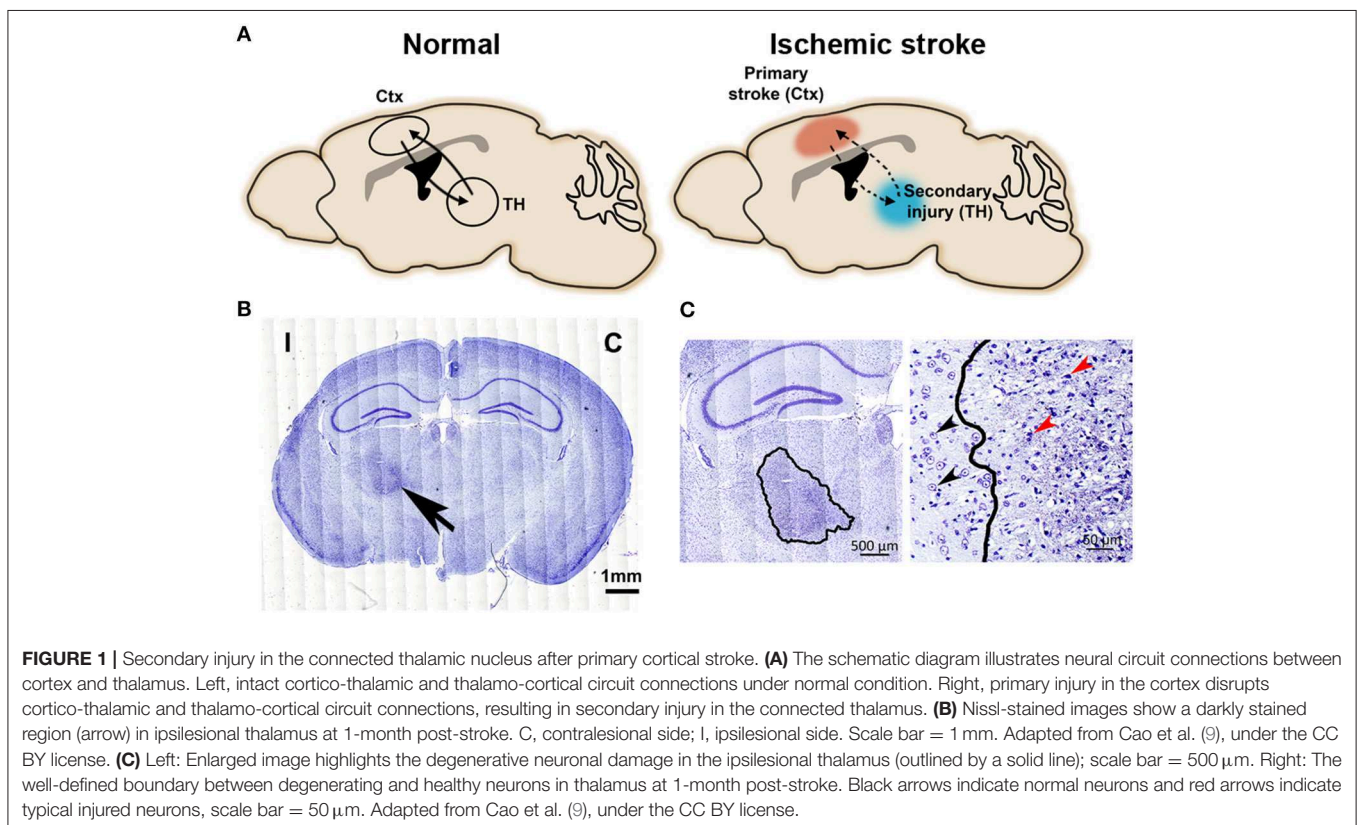 A
Normal
Ischemic stroke
Ctx
TH
Primary
stroke (Ctx)
Secondary
injury (TH)
B
I
C
1mm
C
500 μm
50 μm
FIGURE 1 | Secondary injury in the connected thalamic nucleus after primary cortical stroke. (A) The schematic diagram illustrates neural circuit connections between
cortex and thalamus. Left, intact cortico-thalamic and thalamo-cortical circuit connections under normal condition. Right, primary injury in the cortex disrupts
cortico-thalamic and thalamo-cortical circuit connections, resulting in secondary injury in the connected thalamus. (B) Nissl-stained images show a darkly stained
region (arrow) in ipsilesional thalamus at 1-month post-stroke. C, contralesional side; I, ipsilesional side. Scale bar = 1 mm. Adapted from Cao et al. (9), under the CC
BY license. (C) Left: Enlarged image highlights the degenerative neuronal damage in the ipsilesional thalamus (outlined by a solid line); scale bar = 500 μm. Right: The
well-defined boundary between degenerating and healthy neurons in thalamus at 1-month post-stroke. Black arrows indicate normal neurons and red arrows indicate
typical injured neurons, scale bar = 50 μm. Adapted from Cao et al. (9), under the CC BY license.